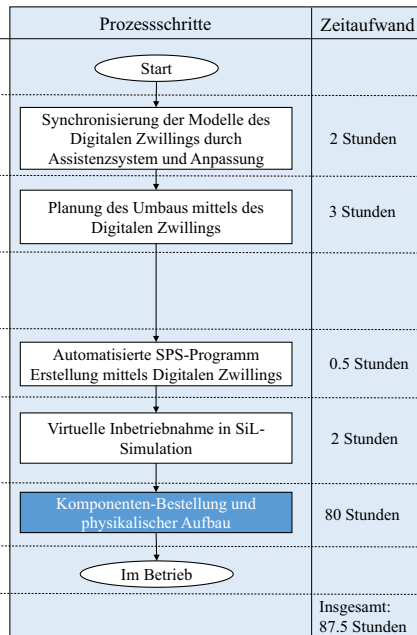 Prozessschritte
Zeitaufwand
Start
Synchronisierung der Modelle des
Digitalen Zwillings durch
Assistenzsystem und Anpassung
2 Stunden
Planung des Umbaus mittels des
Digitalen Zwillings
3 Stunden
Automatisierte SPS-Programm
Erstellung mittels Digitalen Zwillings
0.5 Stunden
Virtuelle Inbetriebnahme in SiL-
Simulation
2 Stunden
Komponenten-Bestellung und
physikalischer Aufbau
80 Stunden
Im Betrieb
Insgesamt:
87.5 Stunden